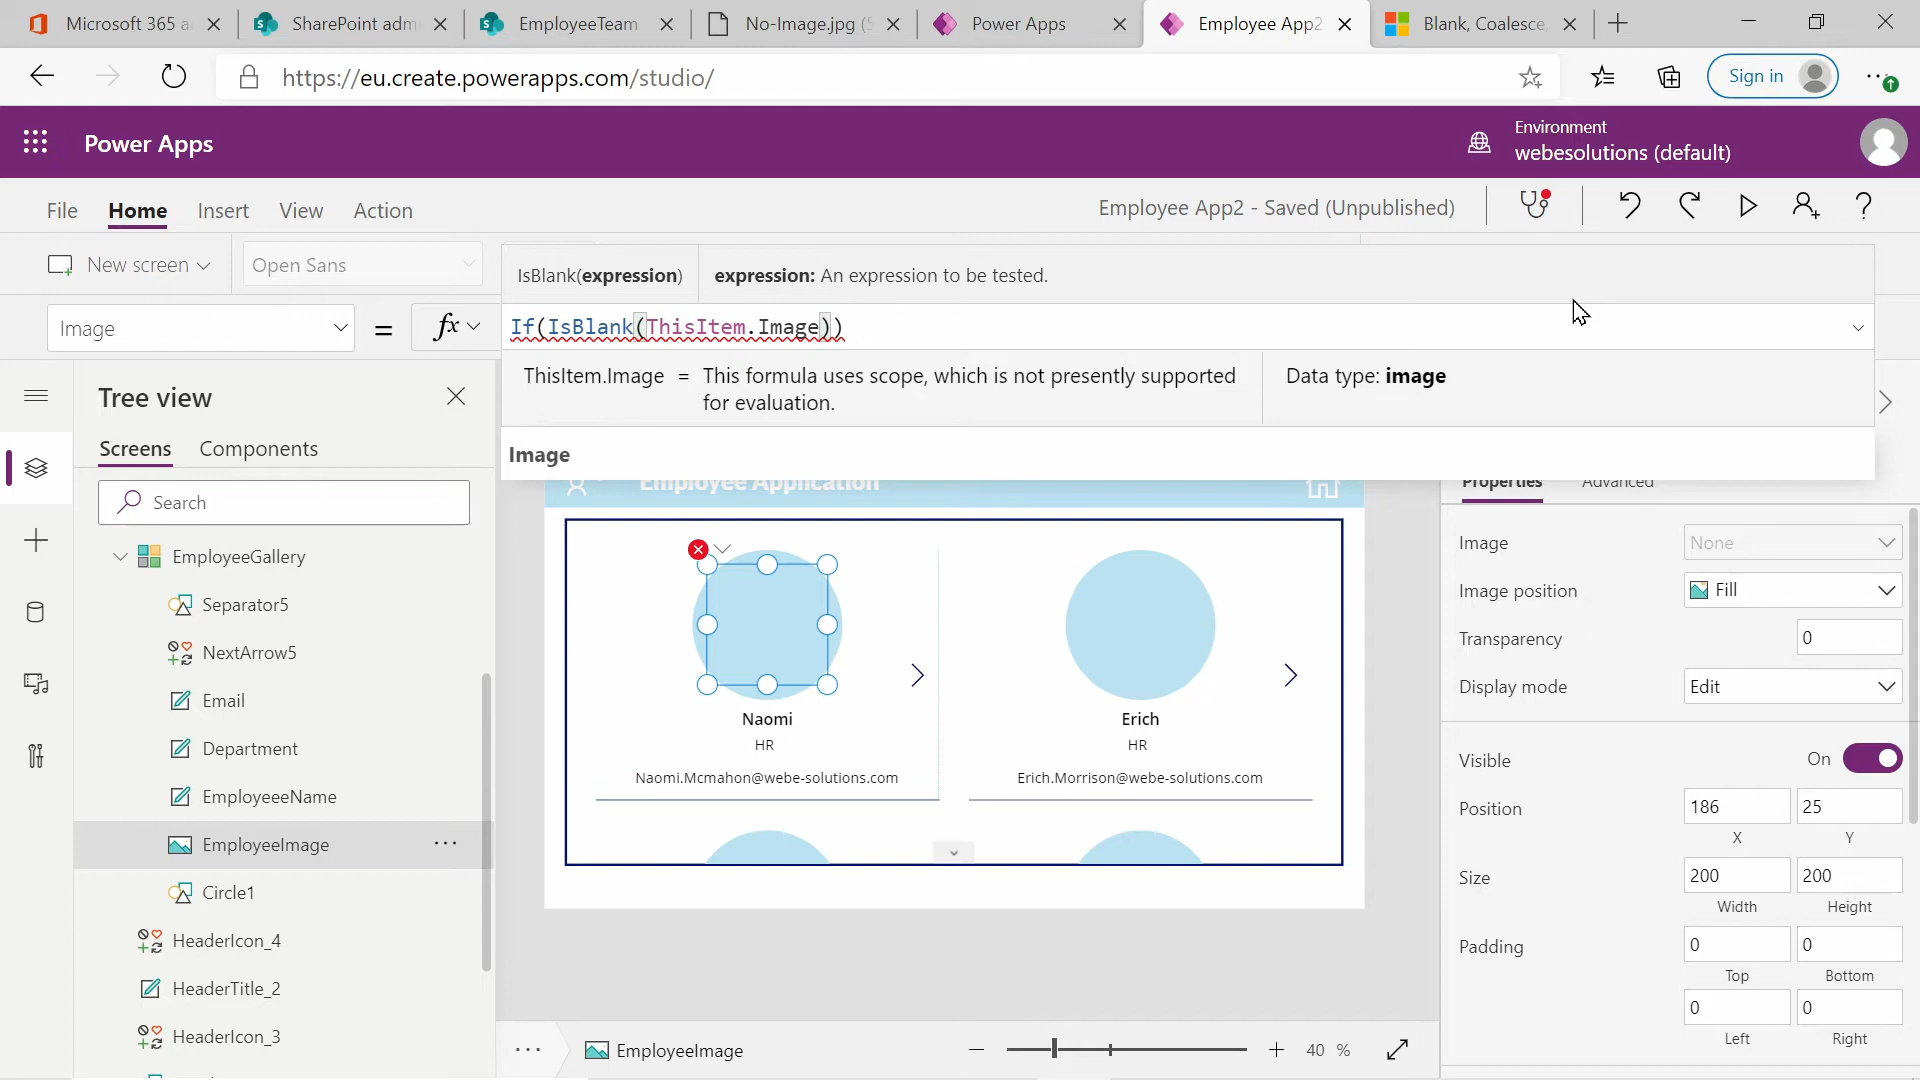 Microsoft 365 a
SharePoint adm
EmployeeTeam
No-Image.jpg (5
Power Apps
Employee App2
Blank, Coalesce,
https://eu.create.powerapps.com/studio/
Sign in
Power Apps
Environment
webesolutions (default)
File
Home
Insert
View
Action
Employee App2 - Saved (Unpublished)
New screen
Open Sans
IsBlank(expression)
expression: An expression to be tested.
Image
=
fx
If(IsBlank(ThisItem.Image))
ThisItem.Image = This formula uses scope, which is not presently supported
for evaluation.
Data type: image
Image
Tree view
Screens
Components
Search
EmployeeGallery
Separator5
NextArrow5
Email
Department
EmployeeeName
EmployeeImage
Circle1
HeaderIcon_4
HeaderTitle_2
HeaderIcon_3
Employee Application
Naomi
HR
Naomi.Mcmahon@webe-solutions.com
Erich
HR
Erich.Morrison@webe-solutions.com
EmployeeImage
40 %
Properties
Advanced
Image
None
Image position
Fill
Transparency
0
Display mode
Edit
Visible
On
Position
186
25
X
Y
Size
200
200
Width
Height
Padding
0
0
Top
Bottom
0
0
Left
Right